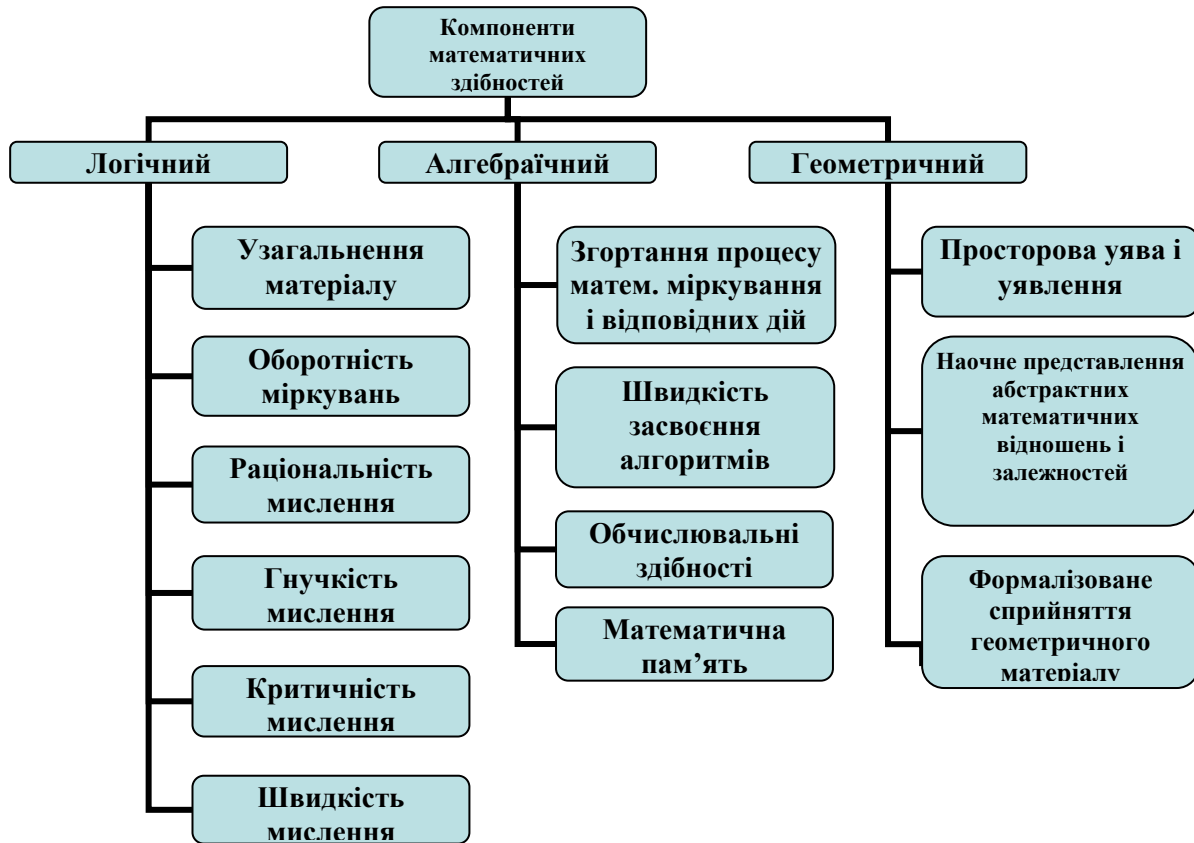 Компоненти
математичних
здібностей
Логічний
Алгебраїчний
Геометричний
Узагальнення
матеріалу
Оборотність
міркувань
Раціональність
мислення
Гнучкість
мислення
Критичність
мислення
Швидкість
мислення
Згортання процесу
матем. міркування
і відповідних дій
Швидкість
засвоєння
алгоритмів
Обчислювальні
здібності
Математична
пам’ять
Просторова уява і
уявлення
Наочне представлення
абстрактних
математичних
відношень і
залежностей
Формалізоване
сприйняття
геометричного
матеріалу